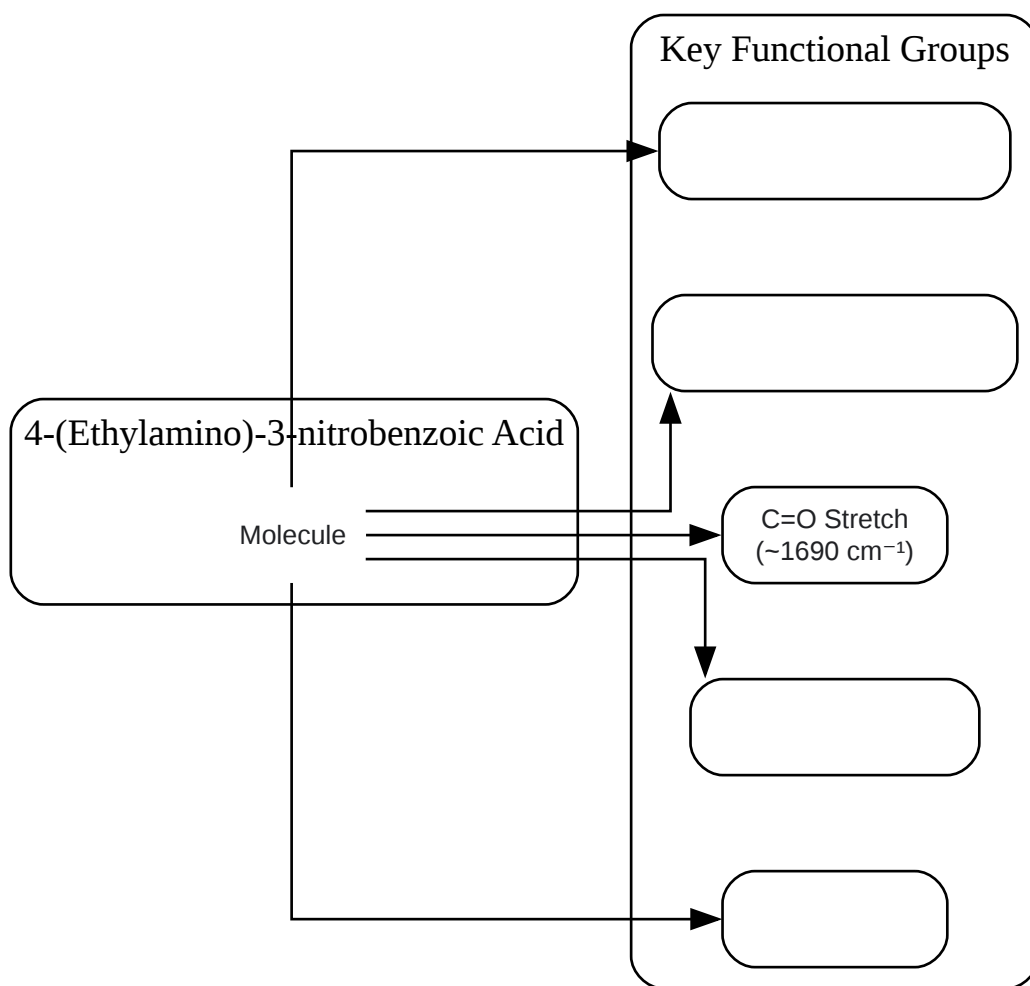 Key Functional Groups
4-(Ethylamino)-3-nitrobenzoic Acid
Molecule
C=O Stretch
(~1690 cm⁻¹)